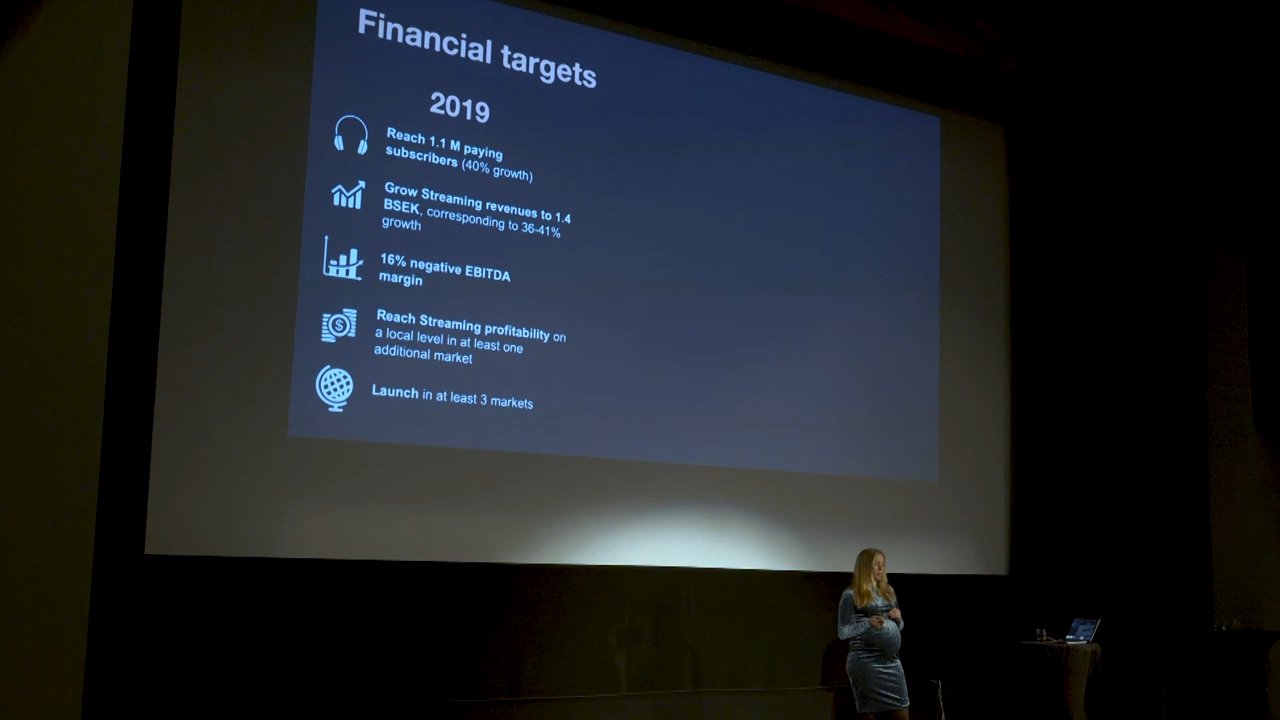 Financial targets
2019
Reach 1.1 M paying
subscribers (40% growth)
Grow Streaming revenues to 1.4
BSEK, corresponding to 36-41%
growth
16% negative EBITDA
margin
$
Reach Streaming profitability on
a local level in at least one
additional market
Launch in at least 3 markets